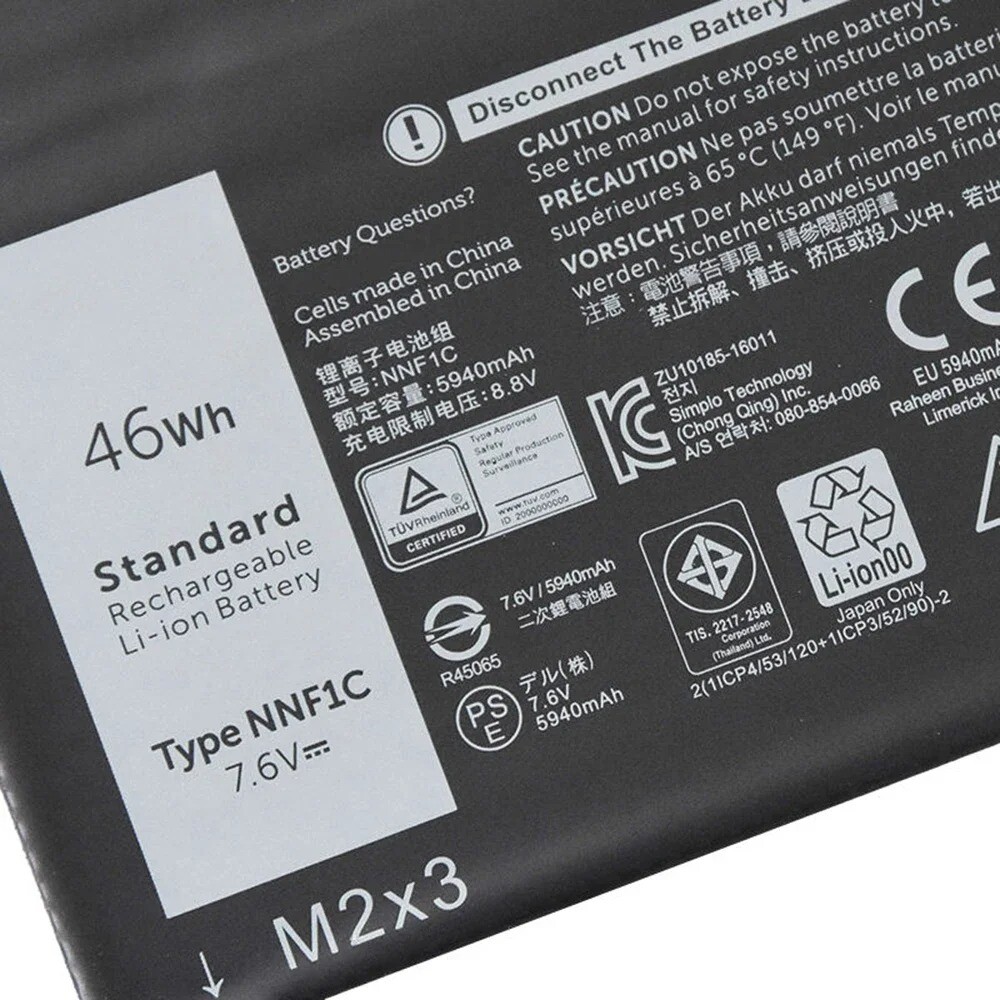 Disconnect The Battery
CAUTION Do not expose the battery to
See the manual for safety instructions.
PRÉCAUTION Ne pas soumettre la batteri
supérieures à 65 °C (149 °F). Voir le manu
VORSICHT Der Akku darf niemals Temp
werden. Sicherheitsanweisungen finde
注意：電池警告事項，請參閱說明書
禁止拆解、撞击、挤压或投入火中，若出
Battery Questions?
Cells made in China
Assembled in China
锂离子电池组
型号:NNF1C
额定容量:5940mAh
充电限制电压:8.8V
46Wh
Standard
Rechargeable
Li-ion Battery
Type NNF1C
7.6V
TÜVRheinland
CERTIFIED
Type Approved
Safety
Regular Production
Surveillance
www.tuv.com
ID 2000000000
ZU10185-16011
전지
Simplo Technology
(Chong Qing) Inc.
A/S 연락처: 080-854-0066
CE
EU 5940mA
Raheen Busine
Limerick
7.6V / 5940mAh
二次鋰電池組
R45065
PSE
デル(株)
7.6V
5940mAh
TIS. 2217-2548
Corporation
(Thailand) Ltd.
Li-ion00
Japan Only
2(1ICP4/53/120+1ICP3/52/90)-2
M2x3